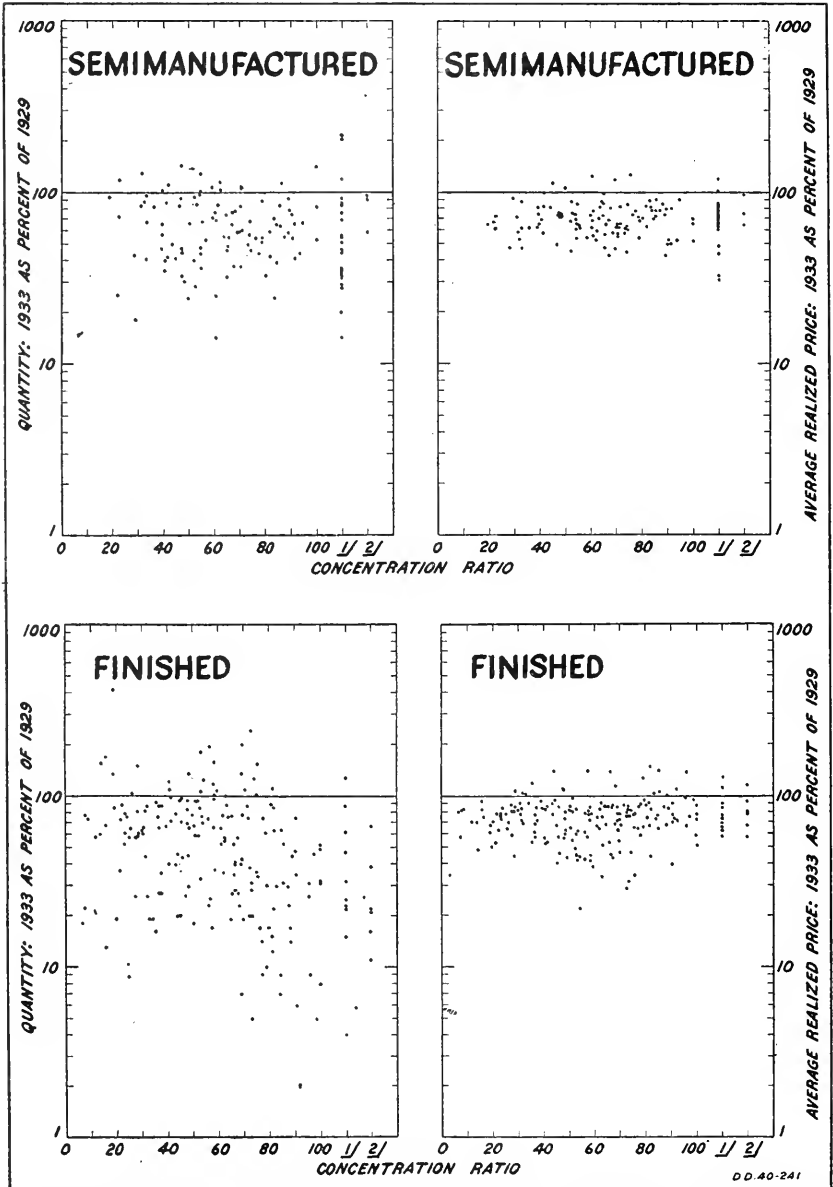 SEMIMANUFACTURED
QUANTITY: 1933 AS PERCENT OF 1929
1000
100
10
1
0 20 40 60 80 100 1/ 2/
SEMIMANUFACTURED
1000
100
10
1
AVERAGE REALIZED PRICE: 1933 AS PERCENT OF 1929
0 20 40 60 80 100 1/ 2/
CONCENTRATION RATIO
FINISHED
QUANTITY: 1933 AS PERCENT OF 1929
1000
100
10
1
0 20 40 60 80 100 1/ 2/
FINISHED
1000
100
10
1
AVERAGE REALIZED PRICE: 1933 AS PERCENT OF 1929
0 20 40 60 80 100 1/ 2/
CONCENTRATION RATIO
D D.40-241